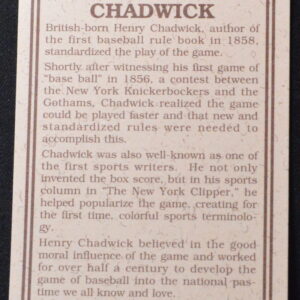 CHADWICK
British-born Henry Chadwick, author of
the first baseball rule book in 1858,
standardized the play of the game.
Shortly after witnessing his first game of
"base ball" in 1856, a contest between
the New York Knickerbockers and the
Gothams, Chadwick realized the game
could be played faster and that new and
standardized rules were needed to
accomplish this.
Chadwick was also well-known as one of
the first sports writers. He not only
invented the box score, but in his sports
column in "The New York Clipper," he
helped popularize the game, creating for
the first time, colorful sports terminolo-
gy.
Henry Chadwick believed in the good
moral influence of the game and worked
for over half a century to develop the
game of baseball into the national pas-
time we all know and love.